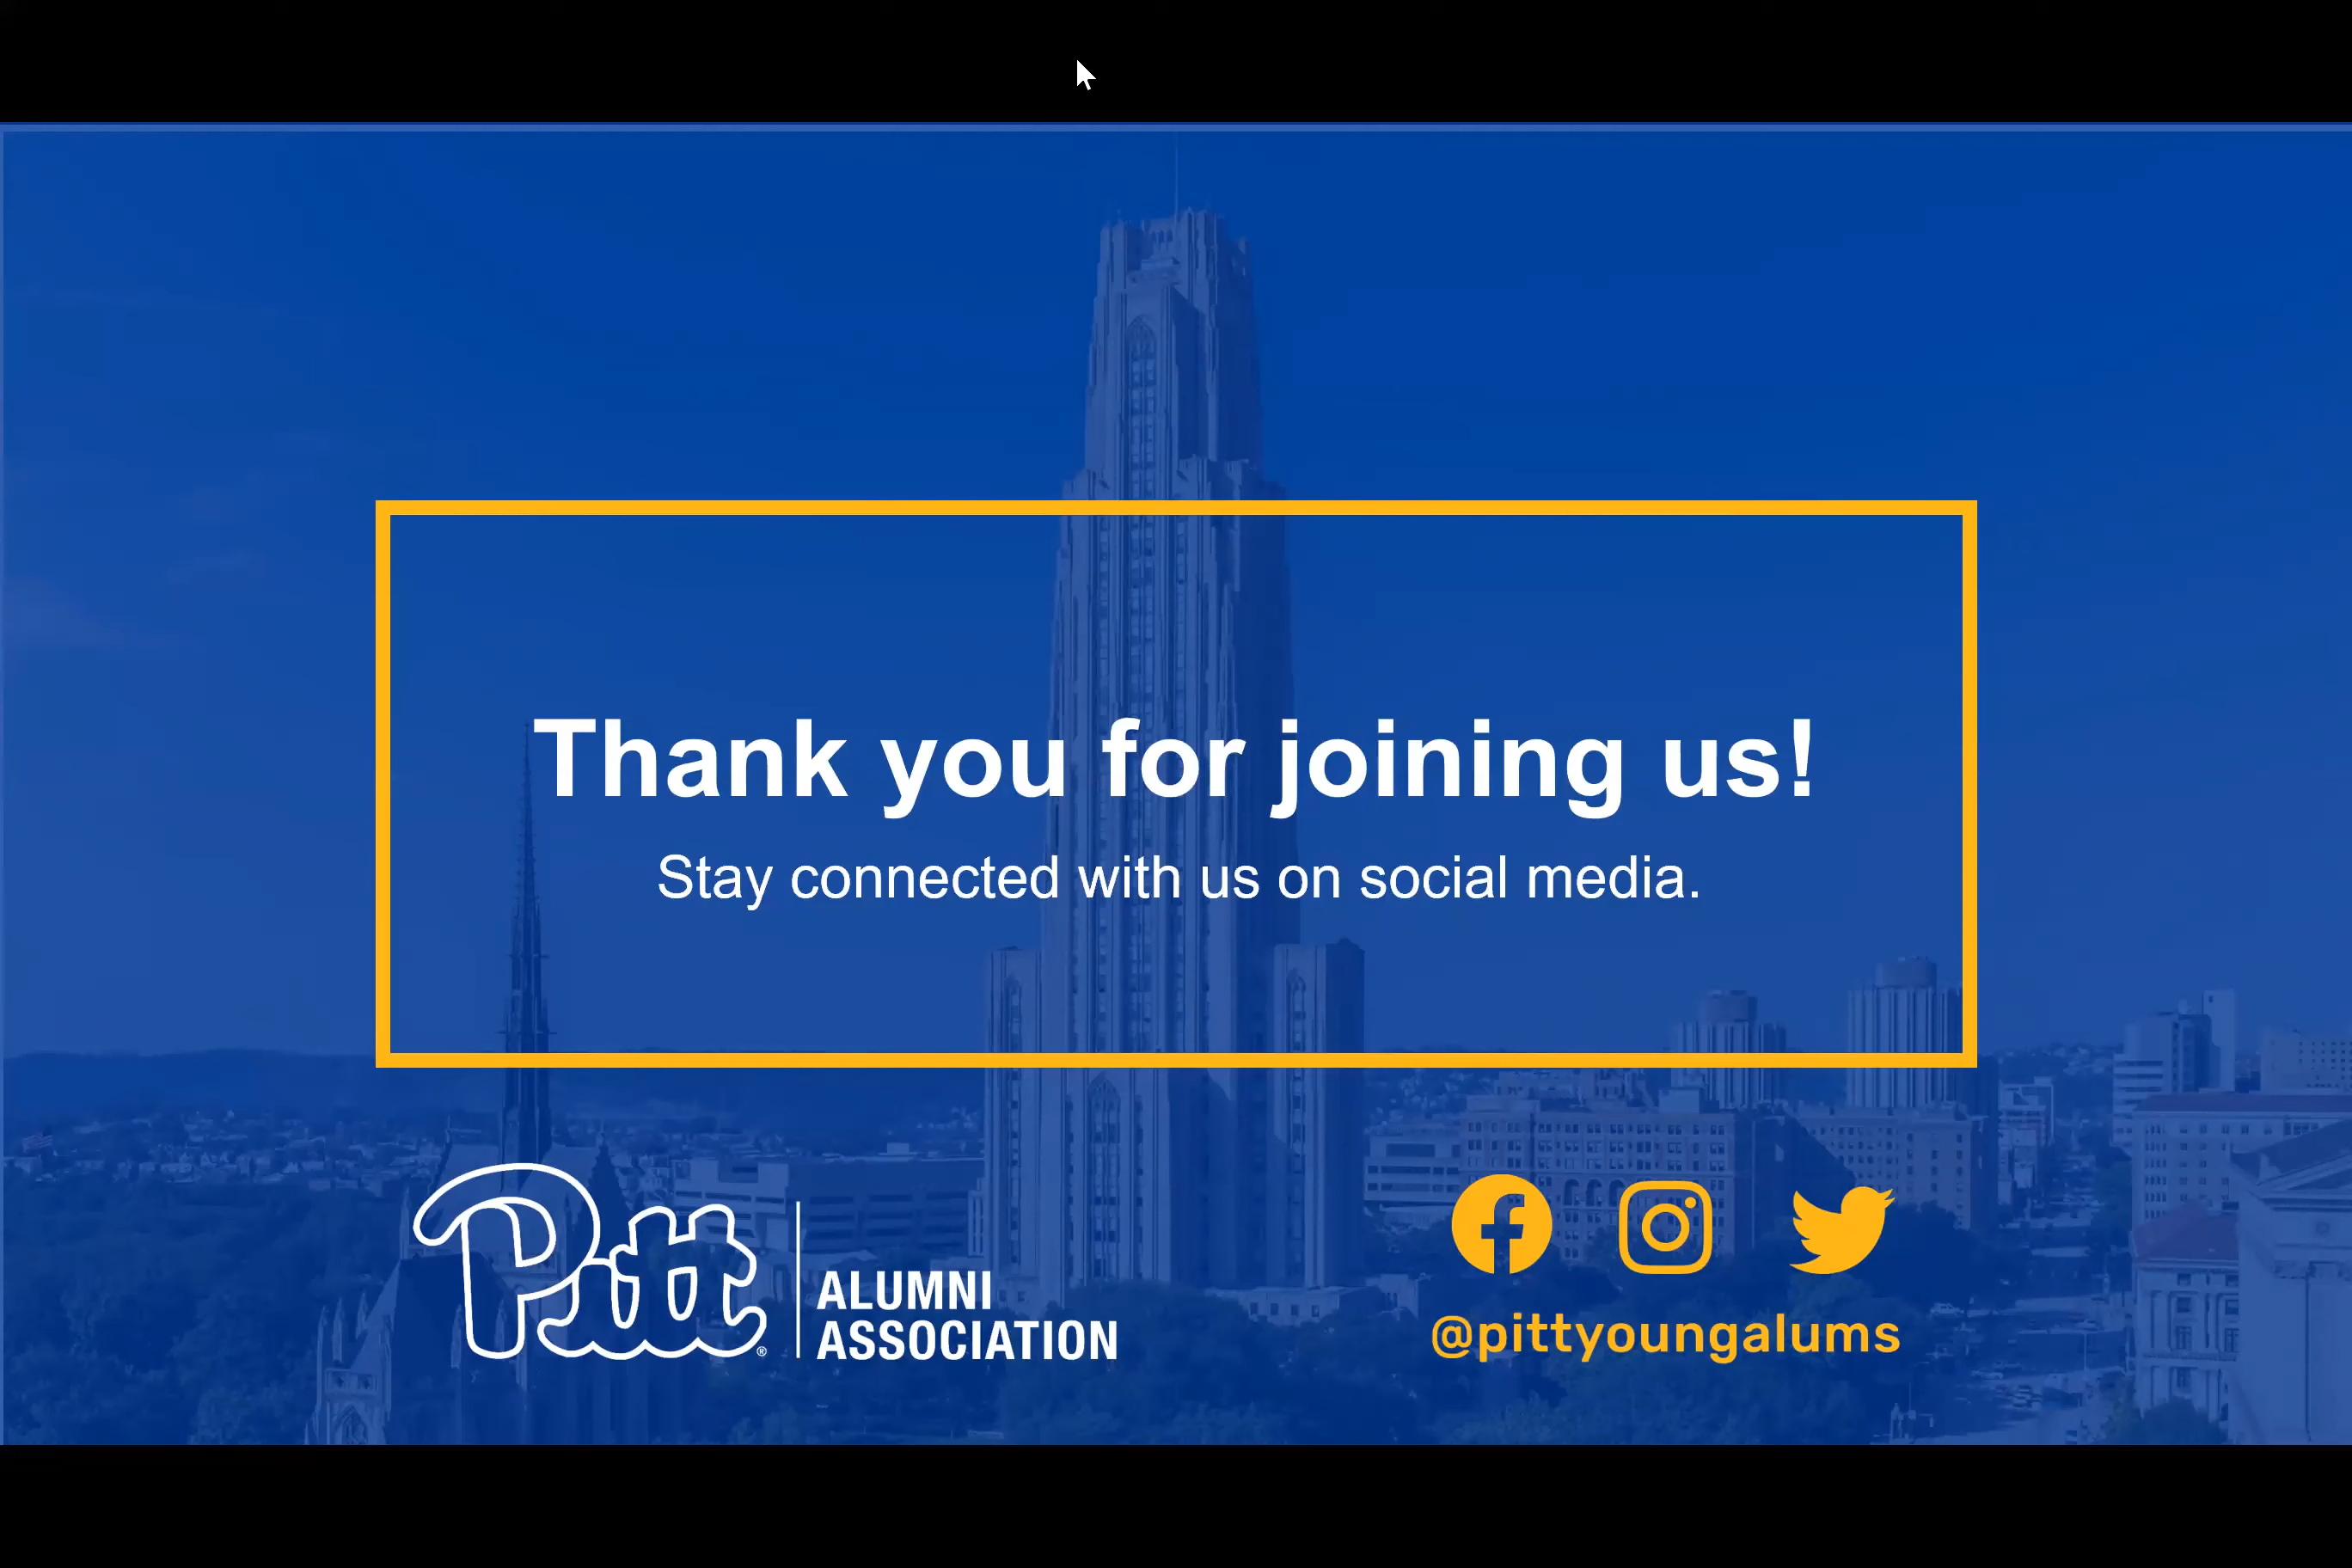 Thank you for joining us!
Stay connected with us on social media.
Pitt®
ALUMNI
ASSOCIATION
@pittyoungalums